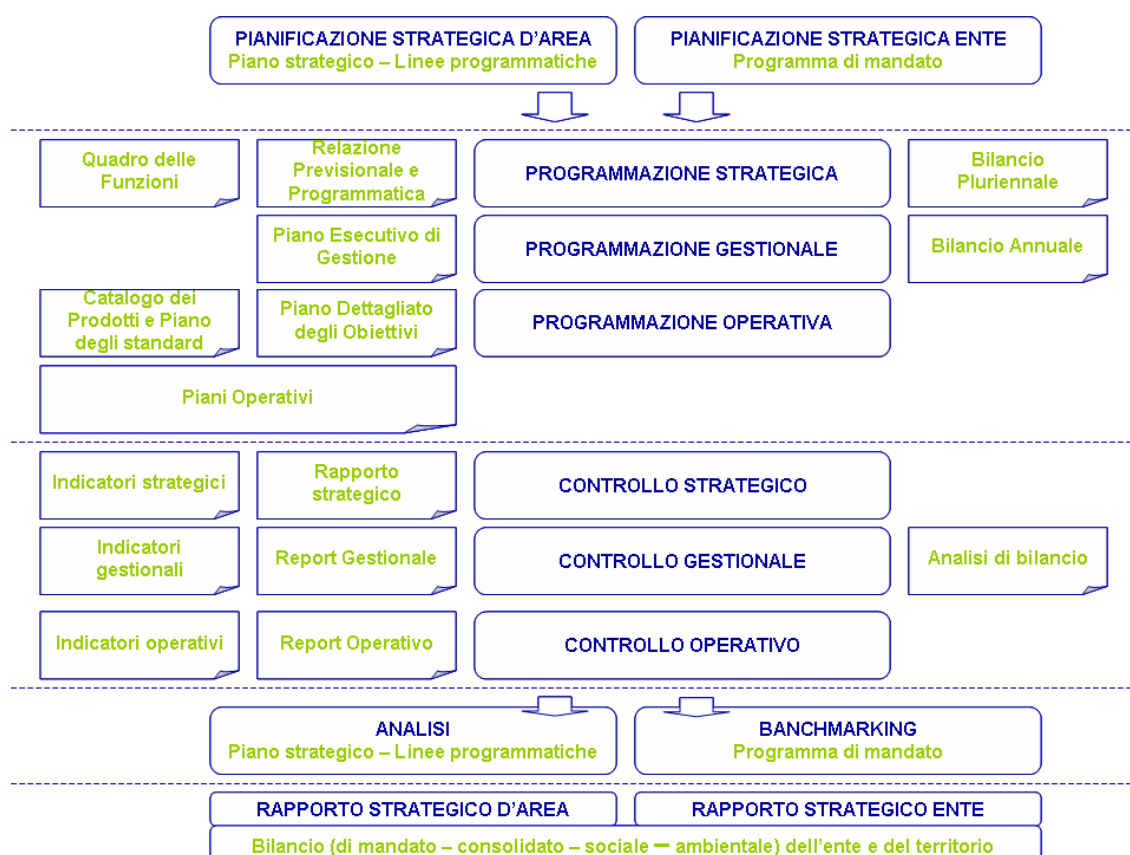 PIANIFICAZIONE STRATEGICA D'AREA
Piano strategico – Linee programmatiche
PIANIFICAZIONE STRATEGICA ENTE
Programma di mandato
Quadro delle
Funzioni
Relazione
Previsionale e
Programmatica
PROGRAMMAZIONE STRATEGICA
Bilancio
Pluriennale
Piano Esecutivo di
Gestione
PROGRAMMAZIONE GESTIONALE
Bilancio Annuale
Catalogo dei
Prodotti e Piano
degli standard
Piano Dettagliato
degli Obiettivi
PROGRAMMAZIONE OPERATIVA
Piani Operativi
Indicatori strategici
Rapporto
strategico
CONTROLLO STRATEGICO
Indicatori
gestionali
Report Gestionale
CONTROLLO GESTIONALE
Analisi di bilancio
Indicatori operativi
Report Operativo
CONTROLLO OPERATIVO
ANALISI
Piano strategico – Linee programmatiche
BANCHMARKING
Programma di mandato
RAPPORTO STRATEGICO D'AREA
RAPPORTO STRATEGICO ENTE
Bilancio (di mandato – consolidato – sociale – ambientale) dell'ente e del territorio